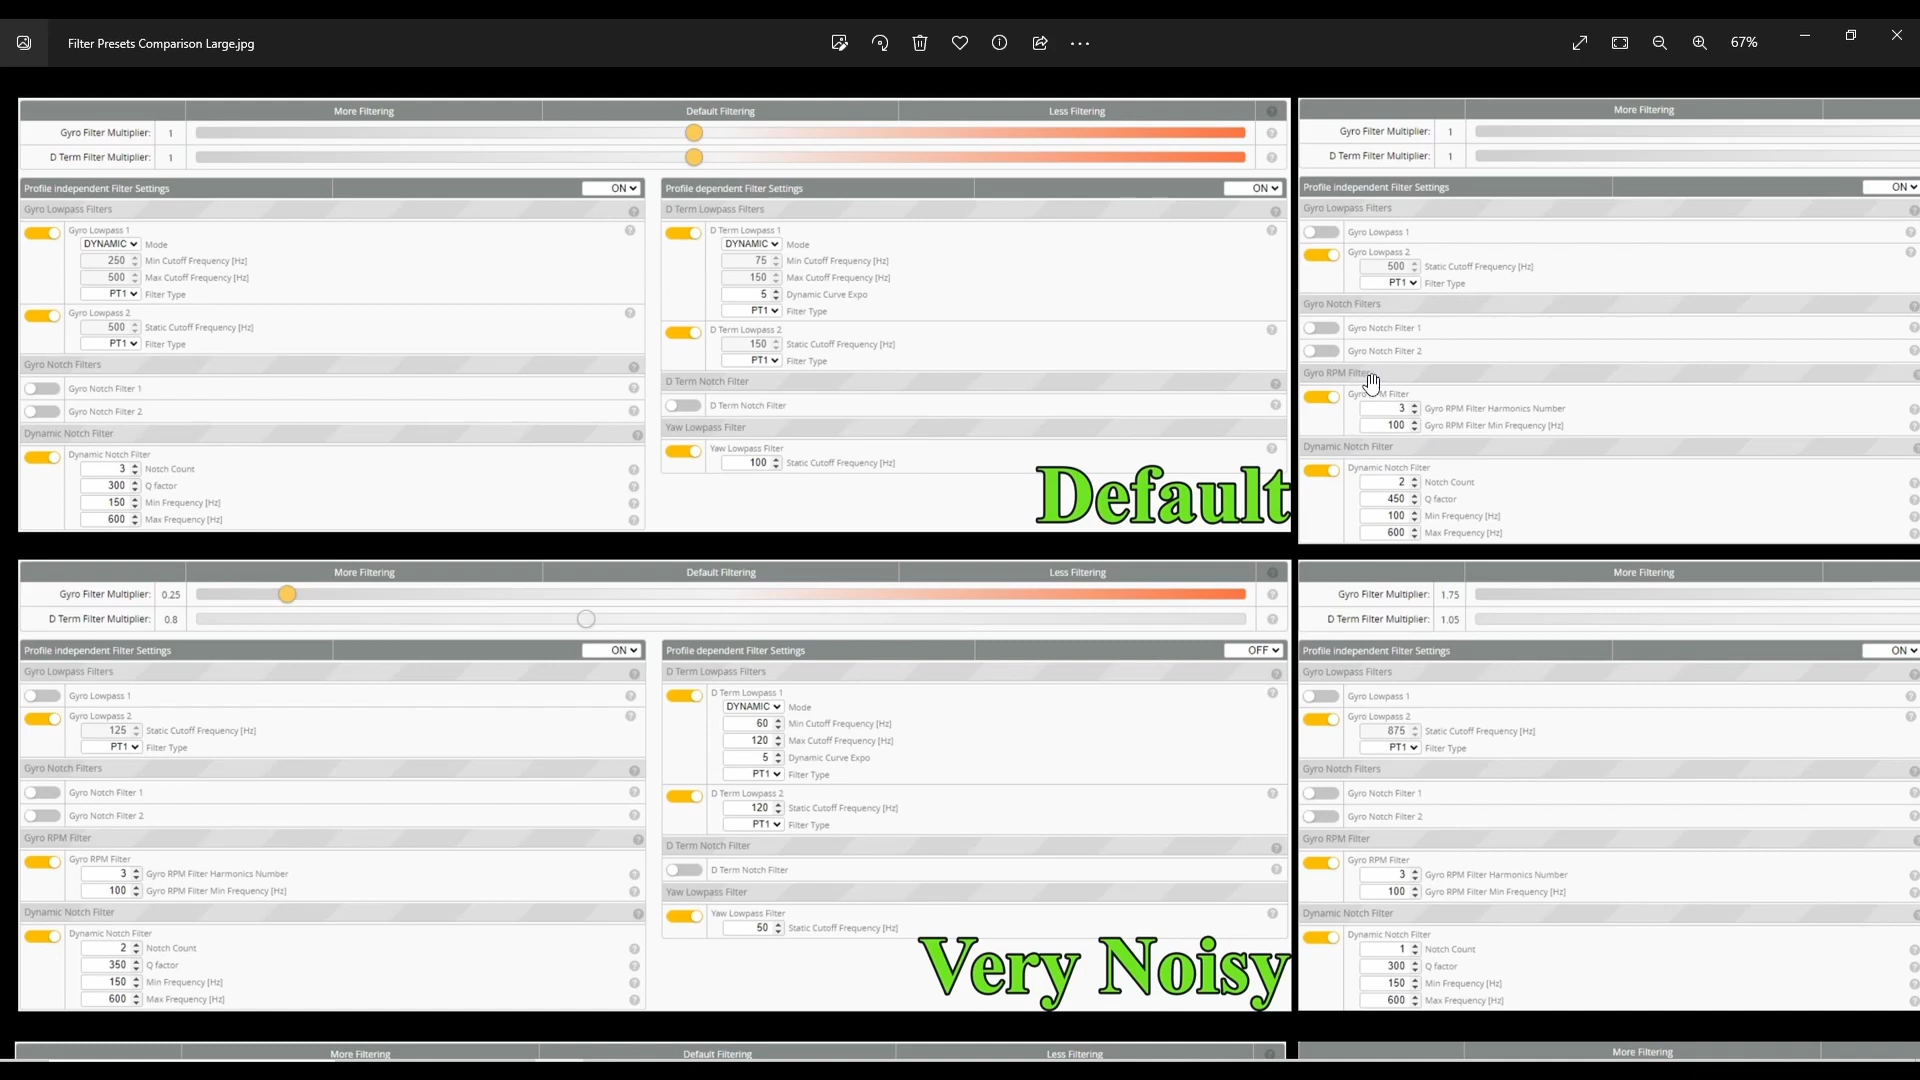 Filter Presets Comparison Large.jpg
67%
More Filtering Default Filtering Less Filtering
Gyro Filter Multiplier: 1
D Term Filter Multiplier: 1
Profile independent Filter Settings ON
Gyro Lowpass Filters
Gyro Lowpass 1
DYNAMIC Mode
250 Min Cutoff Frequency [Hz]
500 Max Cutoff Frequency [Hz]
PT1 Filter Type
Gyro Lowpass 2
500 Static Cutoff Frequency [Hz]
PT1 Filter Type
Gyro Notch Filters
Gyro Notch Filter 1
Gyro Notch Filter 2
Dynamic Notch Filter
Dynamic Notch Filter
3 Notch Count
300 Q factor
150 Min Frequency [Hz]
600 Max Frequency [Hz]
Profile dependent Filter Settings ON
D Term Lowpass Filters
D Term Lowpass 1
DYNAMIC Mode
75 Min Cutoff Frequency [Hz]
150 Max Cutoff Frequency [Hz]
5 Dynamic Curve Expo
PT1 Filter Type
D Term Lowpass 2
150 Static Cutoff Frequency [Hz]
PT1 Filter Type
D Term Notch Filter
D Term Notch Filter
Yaw Lowpass Filter
Yaw Lowpass Filter
100 Static Cutoff Frequency [Hz]
Default
More Filtering
Gyro Filter Multiplier: 1
D Term Filter Multiplier: 1
Profile independent Filter Settings ON
Gyro Lowpass Filters
Gyro Lowpass 1
Gyro Lowpass 2
500 Static Cutoff Frequency [Hz]
PT1 Filter Type
Gyro Notch Filters
Gyro Notch Filter 1
Gyro Notch Filter 2
Gyro RPM Filter
Gyro RPM Filter
3 Gyro RPM Filter Harmonics Number
100 Gyro RPM Filter Min Frequency [Hz]
Dynamic Notch Filter
Dynamic Notch Filter
2 Notch Count
450 Q factor
100 Min Frequency [Hz]
600 Max Frequency [Hz]
More Filtering Default Filtering Less Filtering
Gyro Filter Multiplier: 0.25
D Term Filter Multiplier: 0.8
Profile independent Filter Settings ON
Gyro Lowpass Filters
Gyro Lowpass 1
Gyro Lowpass 2
125 Static Cutoff Frequency [Hz]
PT1 Filter Type
Gyro Notch Filters
Gyro Notch Filter 1
Gyro Notch Filter 2
Gyro RPM Filter
Gyro RPM Filter
3 Gyro RPM Filter Harmonics Number
100 Gyro RPM Filter Min Frequency [Hz]
Dynamic Notch Filter
Dynamic Notch Filter
2 Notch Count
350 Q factor
150 Min Frequency [Hz]
600 Max Frequency [Hz]
Profile dependent Filter Settings OFF
D Term Lowpass Filters
D Term Lowpass 1
DYNAMIC Mode
60 Min Cutoff Frequency [Hz]
120 Max Cutoff Frequency [Hz]
5 Dynamic Curve Expo
PT1 Filter Type
D Term Lowpass 2
120 Static Cutoff Frequency [Hz]
PT1 Filter Type
D Term Notch Filter
D Term Notch Filter
Yaw Lowpass Filter
Yaw Lowpass Filter
50 Static Cutoff Frequency [Hz]
Very Noisy
More Filtering
Gyro Filter Multiplier: 1.75
D Term Filter Multiplier: 1.05
Profile independent Filter Settings ON
Gyro Lowpass Filters
Gyro Lowpass 1
Gyro Lowpass 2
875 Static Cutoff Frequency [Hz]
PT1 Filter Type
Gyro Notch Filters
Gyro Notch Filter 1
Gyro Notch Filter 2
Gyro RPM Filter
Gyro RPM Filter
3 Gyro RPM Filter Harmonics Number
100 Gyro RPM Filter Min Frequency [Hz]
Dynamic Notch Filter
Dynamic Notch Filter
1 Notch Count
300 Q factor
150 Min Frequency [Hz]
600 Max Frequency [Hz]
More Filtering Default Filtering Less Filtering
More Filtering